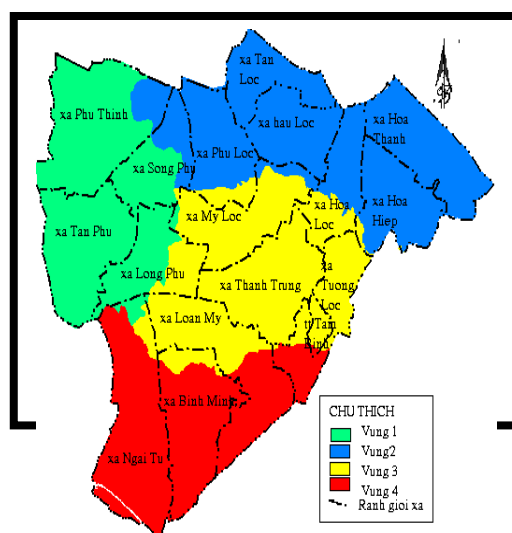 xa Tan
Loc
xa Phu Thinh
xa hau Loc
xa Hoa
Thanh
xa Phu Loc
xa Song Phu
xa Hoa
Loc
xa Hoa
Hiep
xa My Loc
xa Tan Phu
xa Long Phu
xa Thanh Trung
xa
Tuong
Loc
xa Loan My
tt Tam
Binh
xa Binh Minh
xa Ngai Tu
CHU THICH
Vung 1
Vung2
Vung 3
Vung 4
Ranh gioi xa